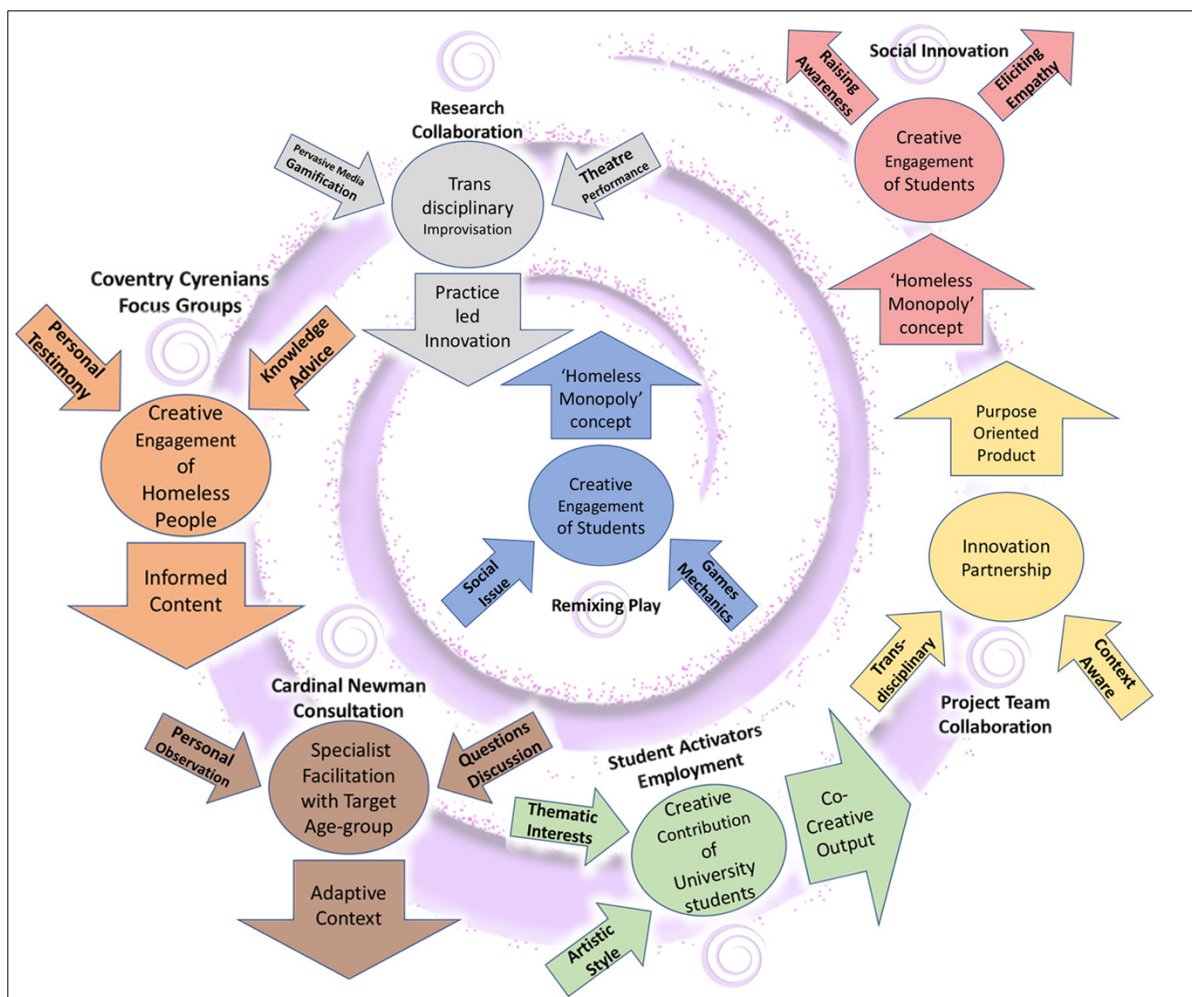 Social Innovation
Raising
Awareness
Eliciting
Empathy
Creative
Engagement
of Students
'Homeless
Monopoly'
concept
Research
Collaboration
Pervasive Media
Gamification
Theatre
Performance
Trans
disciplinary
Improvisation
Practice
led
Innovation
Coventry Cyrenians
Focus Groups
Personal
Testimony
Knowledge
Advice
Creative
Engagement
of
Homeless
People
Informed
Content
'Homeless
Monopoly'
concept
Creative
Engagement
of Students
Social
Issue
Games
Mechanics
Remixing Play
Purpose
Oriented
Product
Innovation
Partnership
Trans-
disciplinary
Context
Aware
Project Team
Collaboration
Cardinal Newman
Consultation
Personal
Observation
Questions
Discussion
Specialist
Facilitation
with Target
Age-group
Adaptive
Context
Student Activators
Employment
Thematic
Interests
Artistic
Style
Creative
Contribution
of
University
students
Co-
Creative
Output